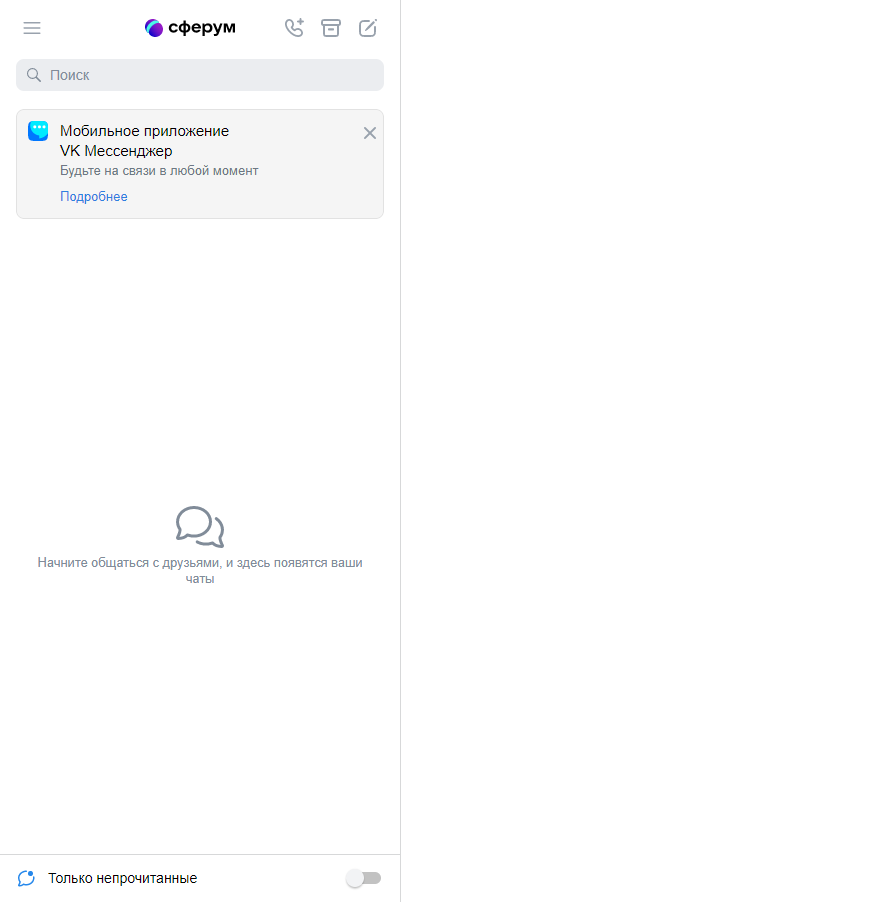 сферум
Поиск
Мобильное приложение
VK Мессенджер
Будьте на связи в любой момент
Подробнее
Начните общаться с друзьями, и здесь появятся ваши
чаты
Только непрочитанные